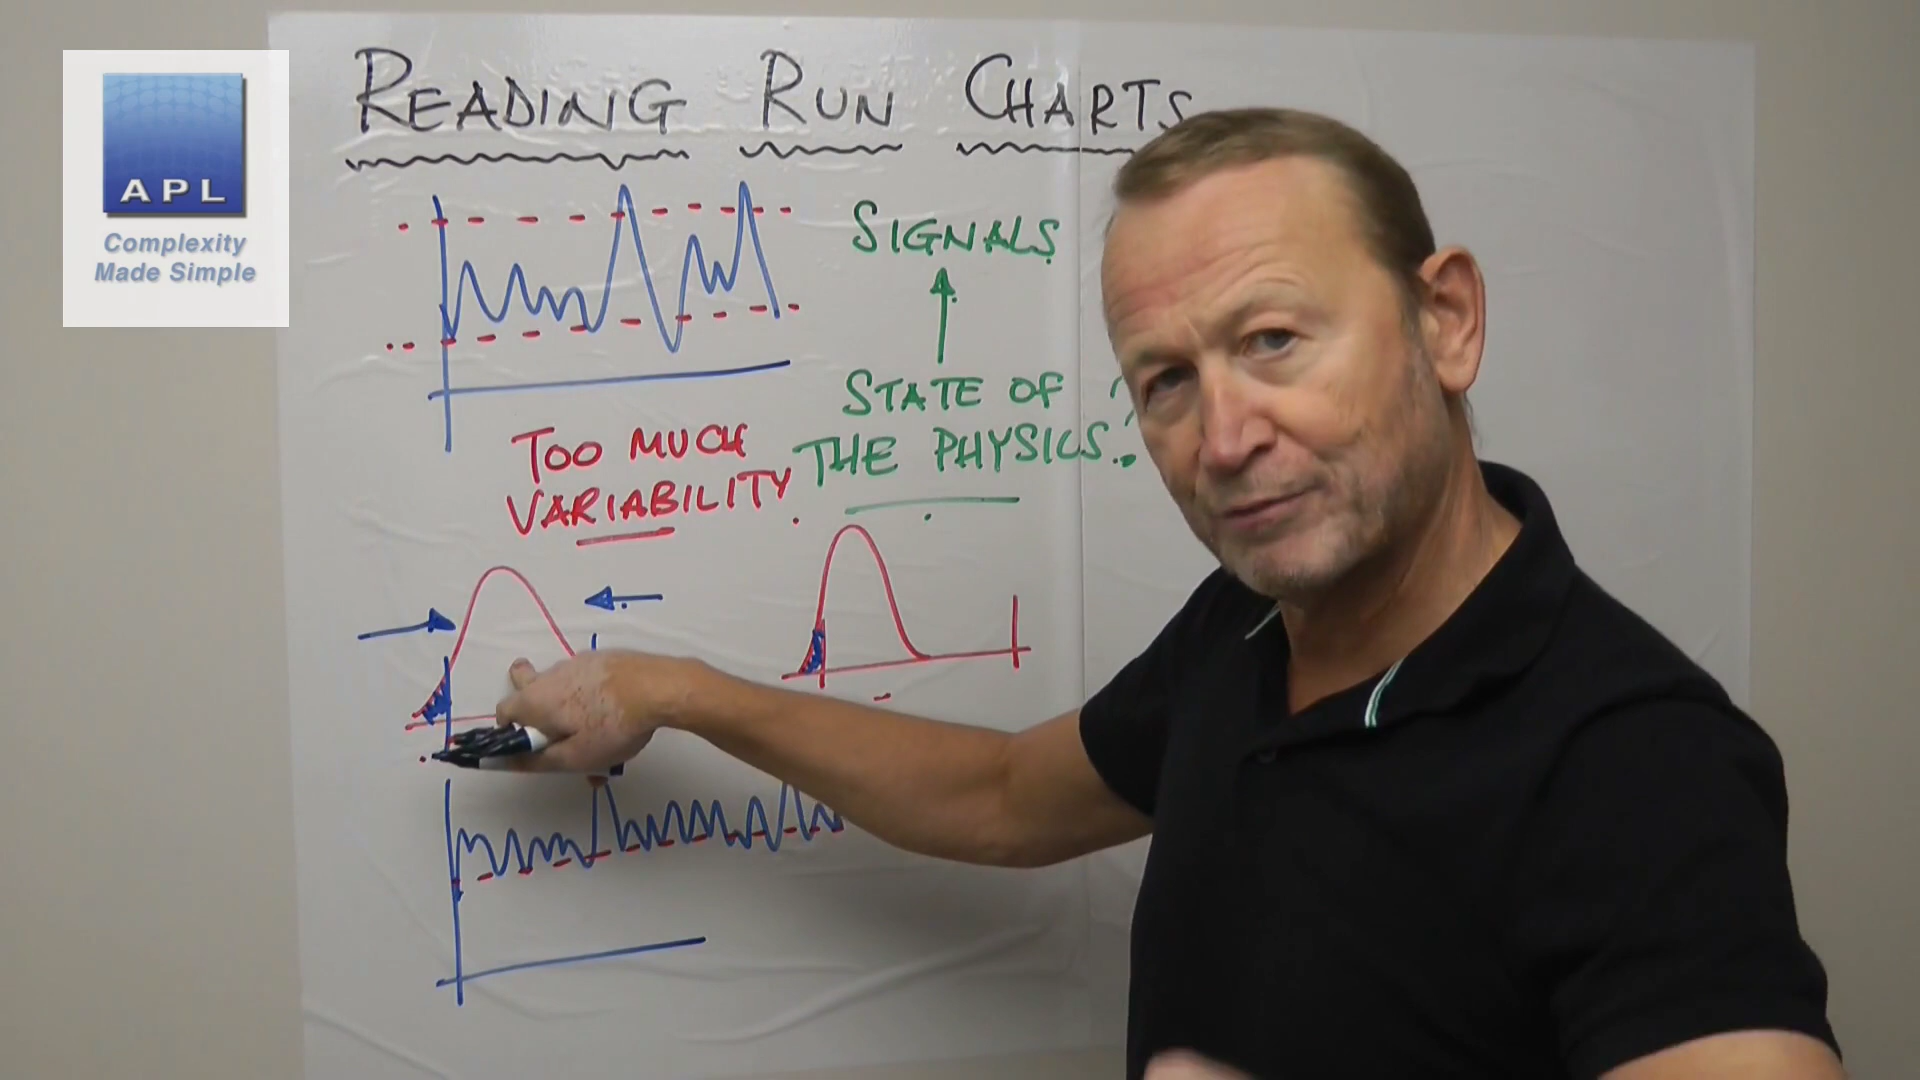 READING RUN CHARTS
APL
Complexity
Made Simple
SIGNALS
STATE OF
THE PHYSICS?
TOO MUCH
VARIABILITY.